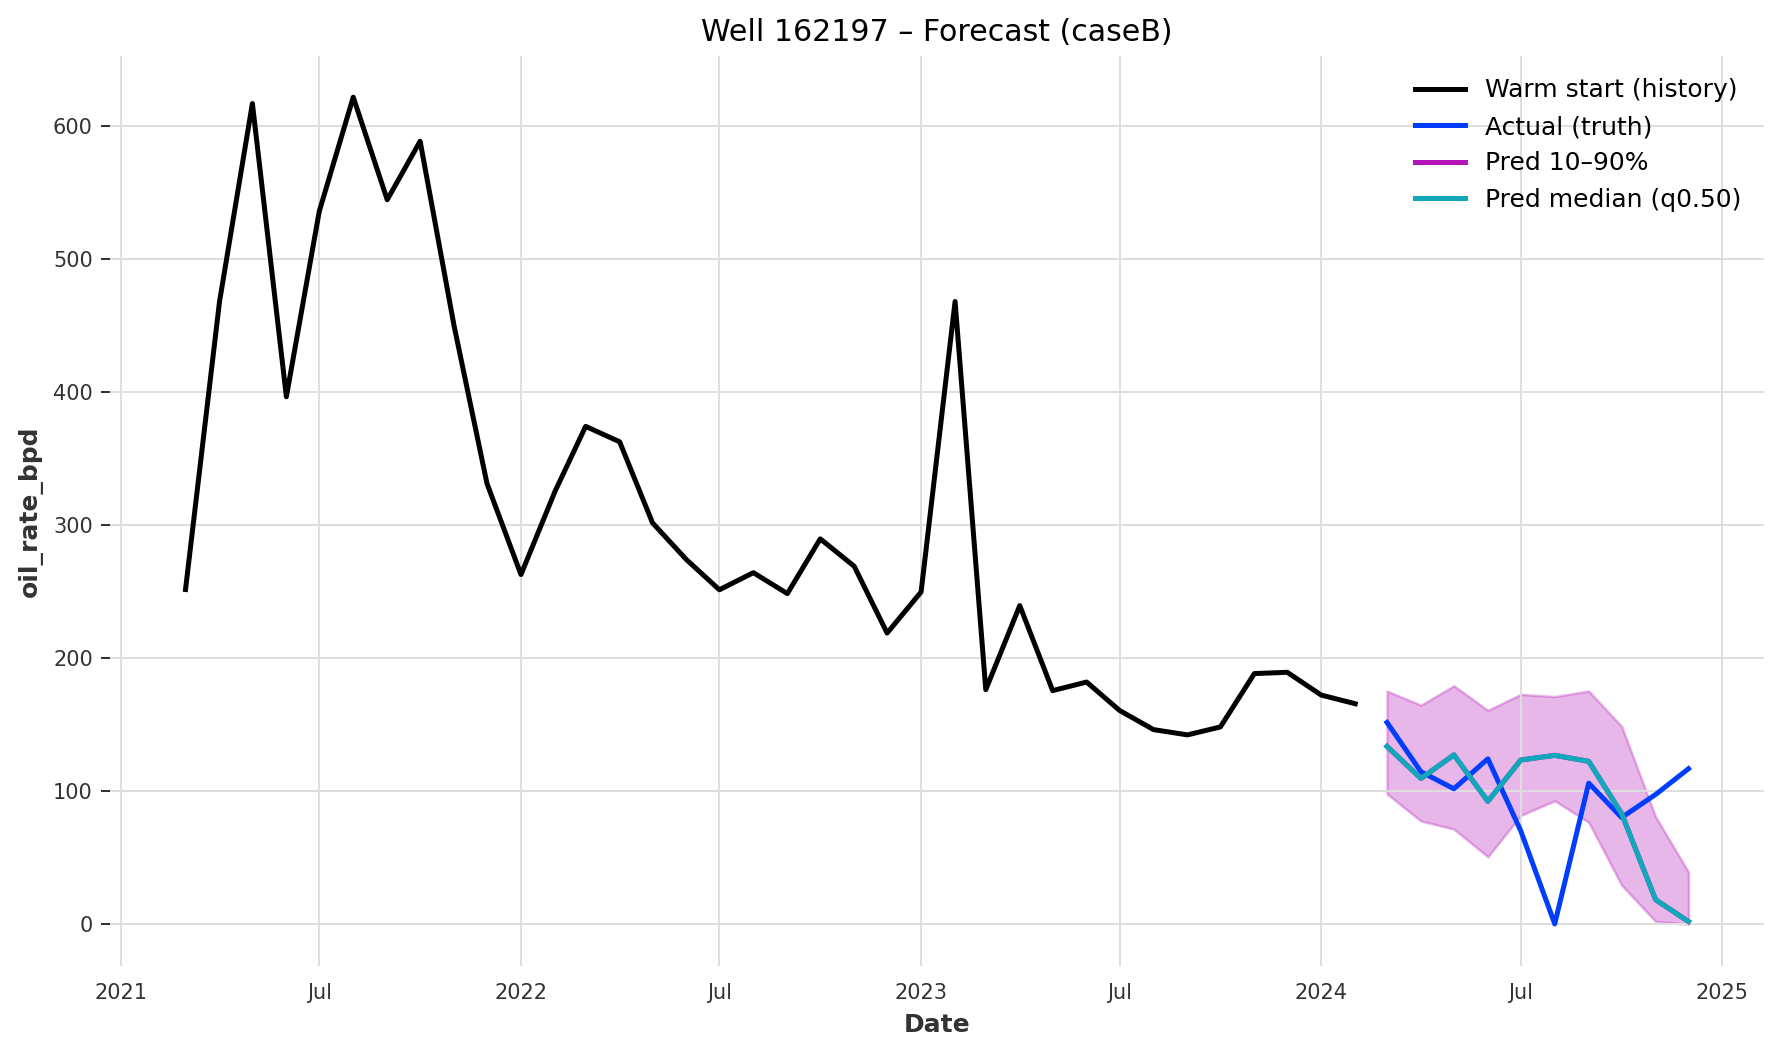 Well 162197 – Forecast (caseB)
Warm start (history)
Actual (truth)
Pred 10–90%
Pred median (q0.50)
oil_rate_bpd
600
500
400
300
200
100
0
2021
Jul
2022
Jul
2023
Jul
2024
Jul
2025
Date